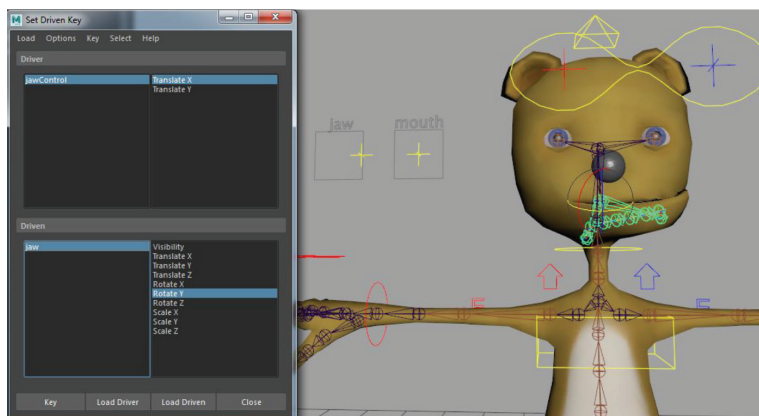 Set Driven Key
Load Options Key Select Help
Driver
jawControl
Translate X
Translate Y
Driven
jaw
Visibility
Translate X
Translate Y
Translate Z
Rotate X
Rotate Y
Rotate Z
Scale X
Scale Y
Scale Z
Key Load Driver Load Driven Close
jaw
mouth